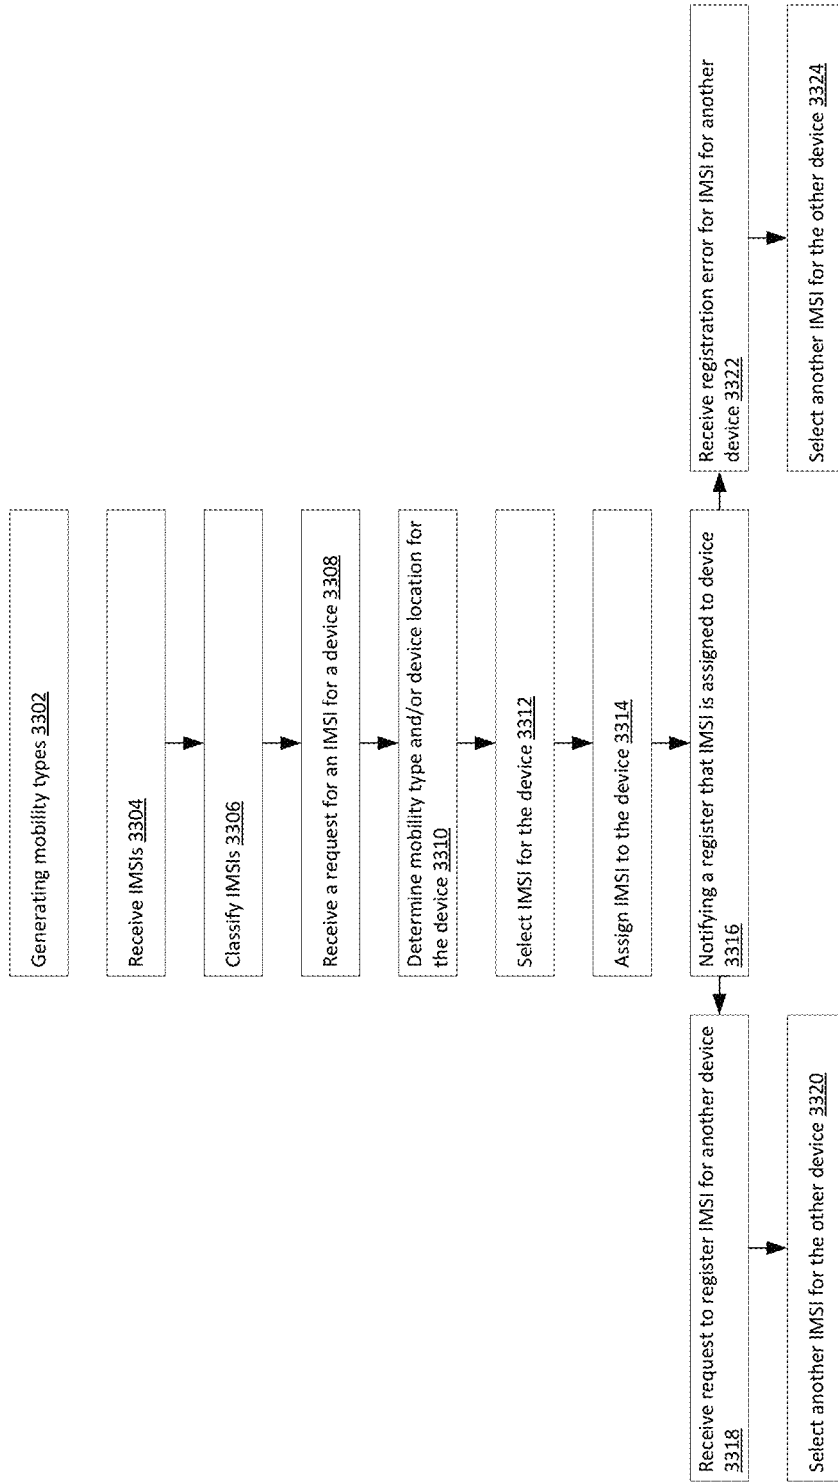 Generating mobility types 3302
Receive IMSIs 3304
Classify IMSIs 3306
Receive a request for an IMSI for a device 3308
Determine mobility type and/or device location for
the device 3310
Select IMSI for the device 3312
Assign IMSI to the device 3314
Notifying a register that IMSI is assigned to device
3316
Receive request to register IMSI for another device
3318
Select another IMSI for the other device 3320
Receive registration error for IMSI for another
device 3322
Select another IMSI for the other device 3324